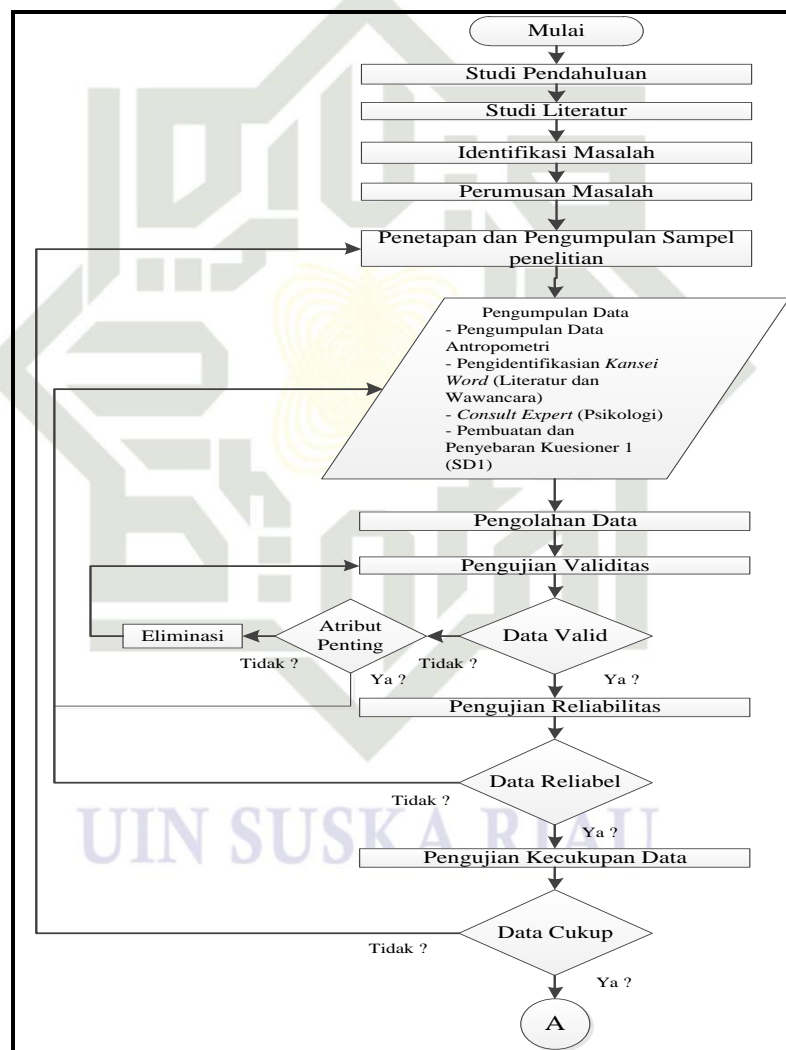 Mulai
Studi Pendahuluan
Studi Literatur
Identifikasi Masalah
Perumusan Masalah
Penetapan dan Pengumpulan Sampel
penelitian
Pengumpulan Data
- Pengumpulan Data
Antropometri
- Pengidentifikasian Kansei
Word (Literatur dan
Wawancara)
- Consult Expert (Psikologi)
- Pembuatan dan
Penyebaran Kuesioner 1
(SD1)
Pengolahan Data
Pengujian Validitas
Data Valid
Tidak ?
Atribut
Penting
Tidak ?
Eliminasi
Ya ?
Ya ?
Pengujian Reliabilitas
Data Reliabel
Tidak ?
Ya ?
UIN SUSKA RIAU
Pengujian Kecukupan Data
Data Cukup
Tidak ?
Ya ?
A